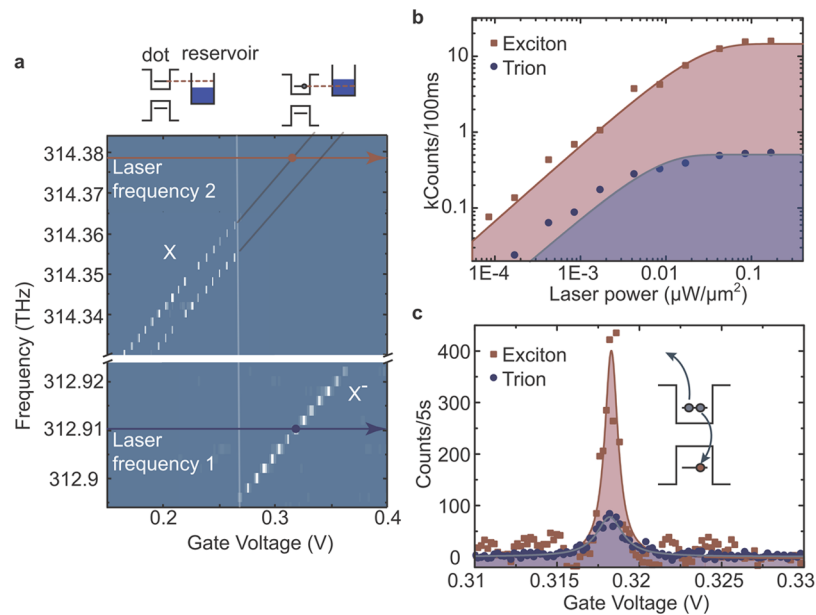 a
dot
reservoir
314.38
314.37
314.36
314.35
314.34
312.92
312.91
312.9
Frequency (THz)
Laser
frequency 2
X
X-
Laser
frequency 1
0.2
0.3
0.4
Gate Voltage (V)
b
Exciton
Trion
10
1
0.1
kCounts/100ms
1E-4
1E-3
0.01
0.1
Laser power (µW/µm²)
c
Exciton
Trion
400
300
200
100
0
Counts/5s
0.31
0.315
0.32
0.325
0.33
Gate Voltage (V)